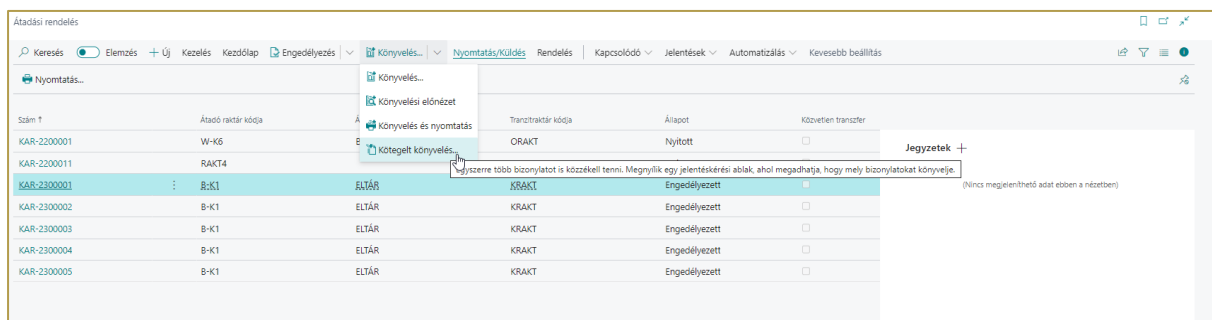 Átadási rendelés
Keresés Elemzés + Új Kezelés Kezdőlap Engedélyezés Könyvelés... Nyomtatás/Küldés Rendelés Kapcsolódó Jelentések Automatizálás Kevesebb beállítás
Nyomtatás...
Könyvelés...
Könyvelési előnézet
Könyvelés és nyomtatás
Kötegelt könyvelés...
Egyszerre több bizonylatot is közzékell tenni. Megnyílik egy jelentéskérési ablak, ahol megadhatja, hogy mely bizonylatokat könyvelje.
Szám ↑ Átadó raktár kódja Tranzitraktár kódja Állapot Közvetlen transzfer
KAR-2200001 W-K6 ORAKT Nyitott
KAR-2200011 RAKT4
KAR-2300001 B-K1 ELTÁR KRAKT Engedélyezett
KAR-2300002 B-K1 ELTÁR KRAKT Engedélyezett
KAR-2300003 B-K1 ELTÁR KRAKT Engedélyezett
KAR-2300004 B-K1 ELTÁR KRAKT Engedélyezett
KAR-2300005 B-K1 ELTÁR KRAKT Engedélyezett
Jegyzetek +
(Nincs megjeleníthető adat ebben a nézetben)